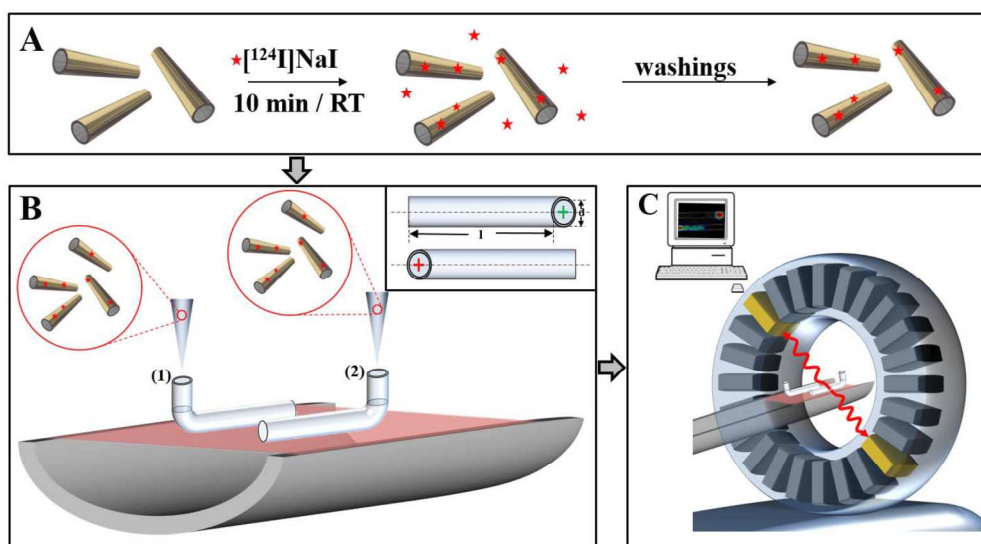 A
★[¹²⁴I]NaI
10 min / RT
washings
B
(1)
(2)
d
l
C